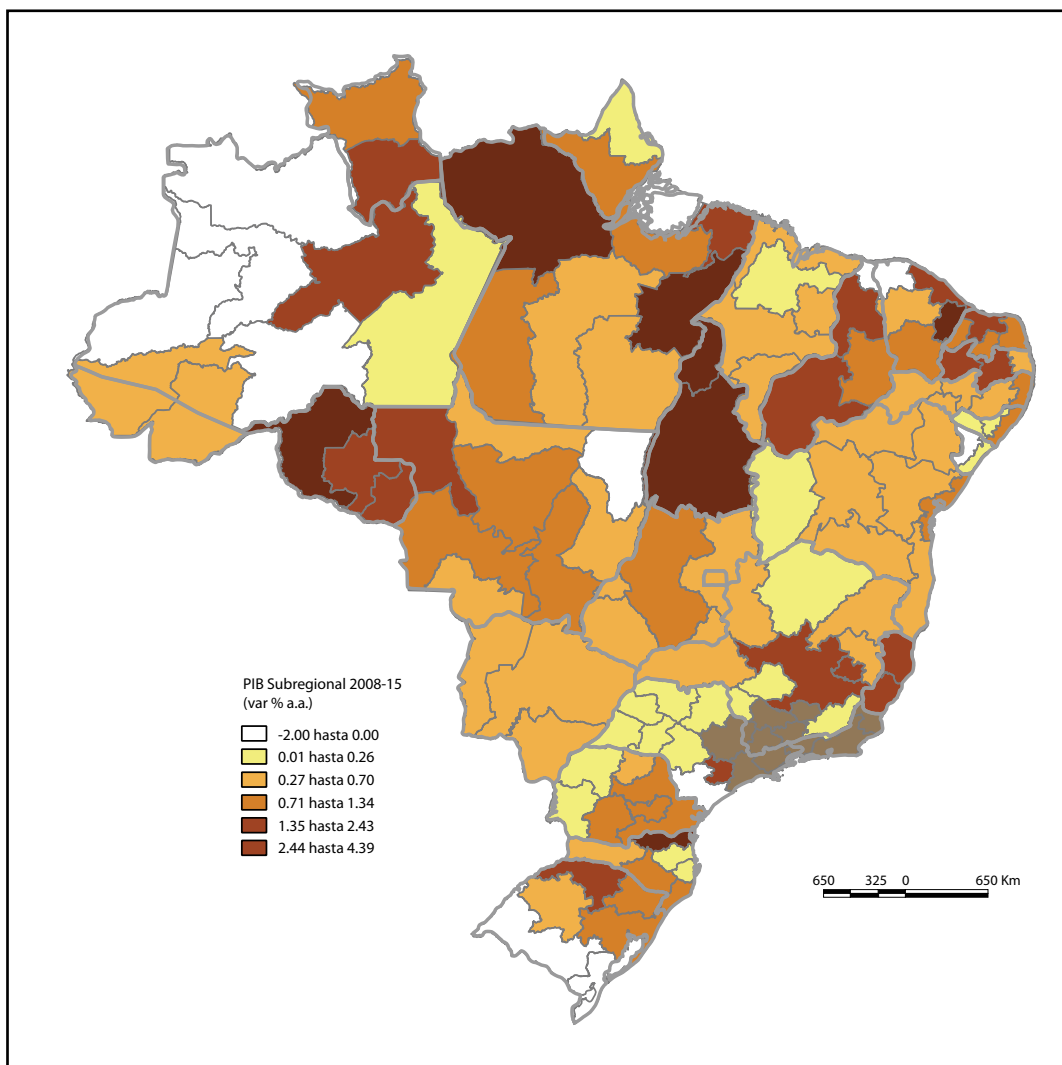 PIB Subregional 2008-15
(var % a.a.)
-2.00 hasta 0.00
0.01 hasta 0.26
0.27 hasta 0.70
0.71 hasta 1.34
1.35 hasta 2.43
2.44 hasta 4.39
650 325 0 650 Km